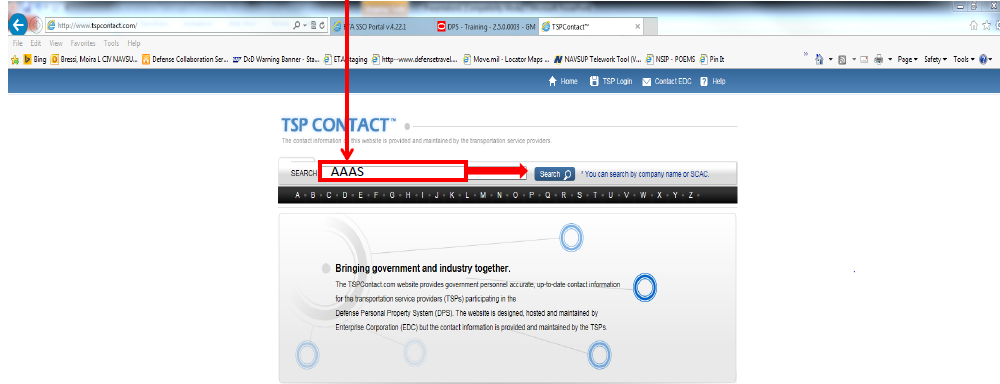 http://www.tspcontact.com/
ETA SSO Portal v4.22.1
DPS - Training - 2.5.0.0003 - GM
TSPContact™
File Edit View Favorites Tools Help
Bing Bressi, Moira L CIV NAVSU... Defense Collaboration Ser... DoD Warning Banner - Sta... ETA Staging http--www.defensetravel.... Move.mil - Locator Maps ... NAVSUP Telework Tool (V... NSIP - POEMS Pin It
Page Safety Tools
Home TSP Login Contact EDC Help
TSP CONTACT™
The contact information on this website is provided and maintained by the transportation service providers.
SEARCH AAAS Search * You can search by company name or SCAC.
A B C D E F G H I J K L M N O P Q R S T U V W X Y Z
Bringing government and industry together.
The TSPContact.com website provides government personnel accurate, up-to-date contact information
for the transportation service providers (TSPs) participating in the
Defense Personal Property System (DPS). The website is designed, hosted and maintained by
Enterprise Corporation (EDC) but the contact information is provided and maintained by the TSPs.